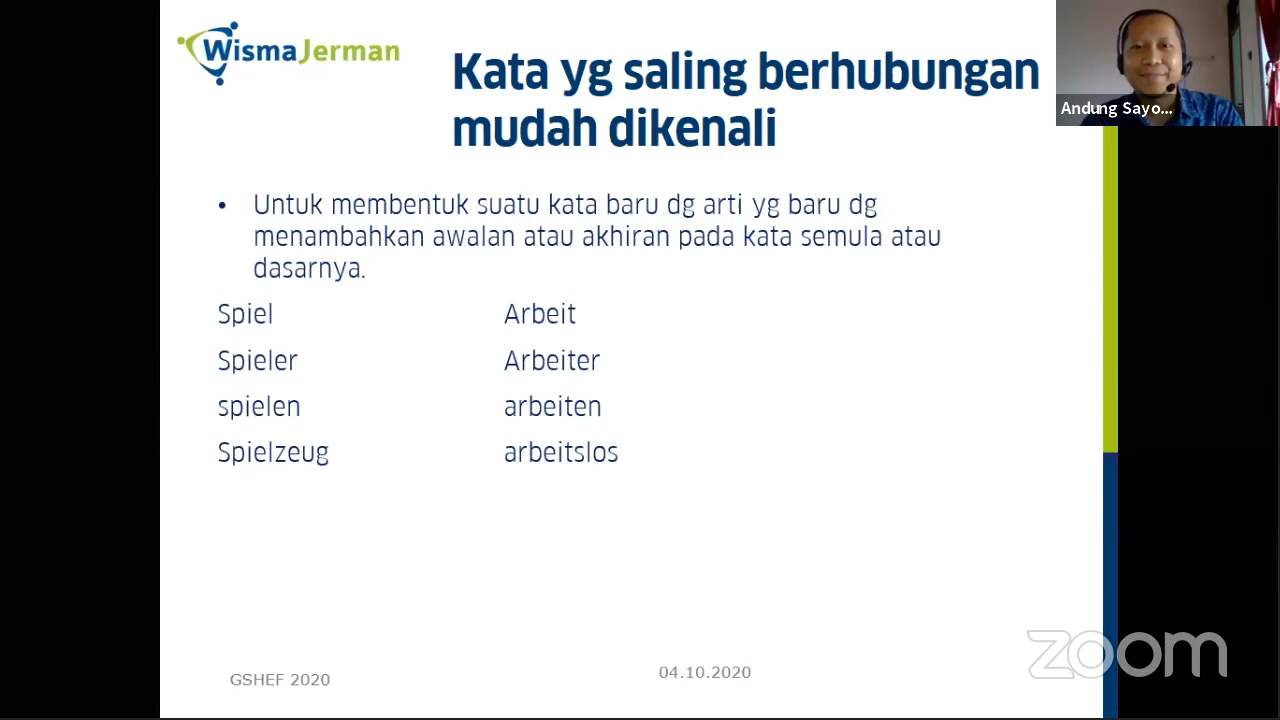 WismaJerman
Kata yg saling berhubungan
mudah dikenali
Andung Sayo...
• Untuk membentuk suatu kata baru dg arti yg baru dg
menambahkan awalan atau akhiran pada kata semula atau
dasarnya.
Spiel Arbeit
Spieler Arbeiter
spielen arbeiten
Spielzeug arbeitslos
GSHEF 2020
04.10.2020
zoom